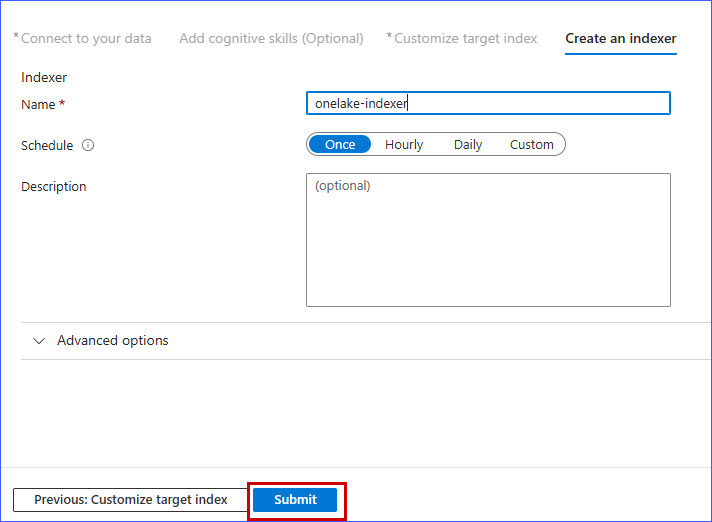 * Connect to your data Add cognitive skills (Optional) * Customize target index Create an indexer
Indexer
Name * onelake-indexer
Schedule Once Hourly Daily Custom
Description (optional)
Advanced options
Previous: Customize target index Submit